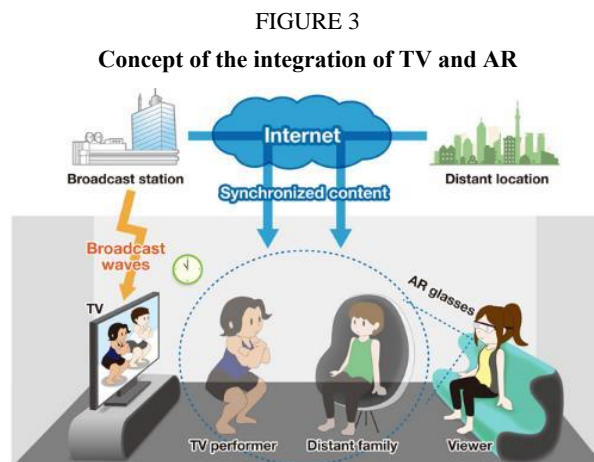 FIGURE 3
Concept of the integration of TV and AR
Internet
Broadcast station
Distant location
Synchronized content
Broadcast
waves
AR glasses
TV
TV performer
Distant family
Viewer